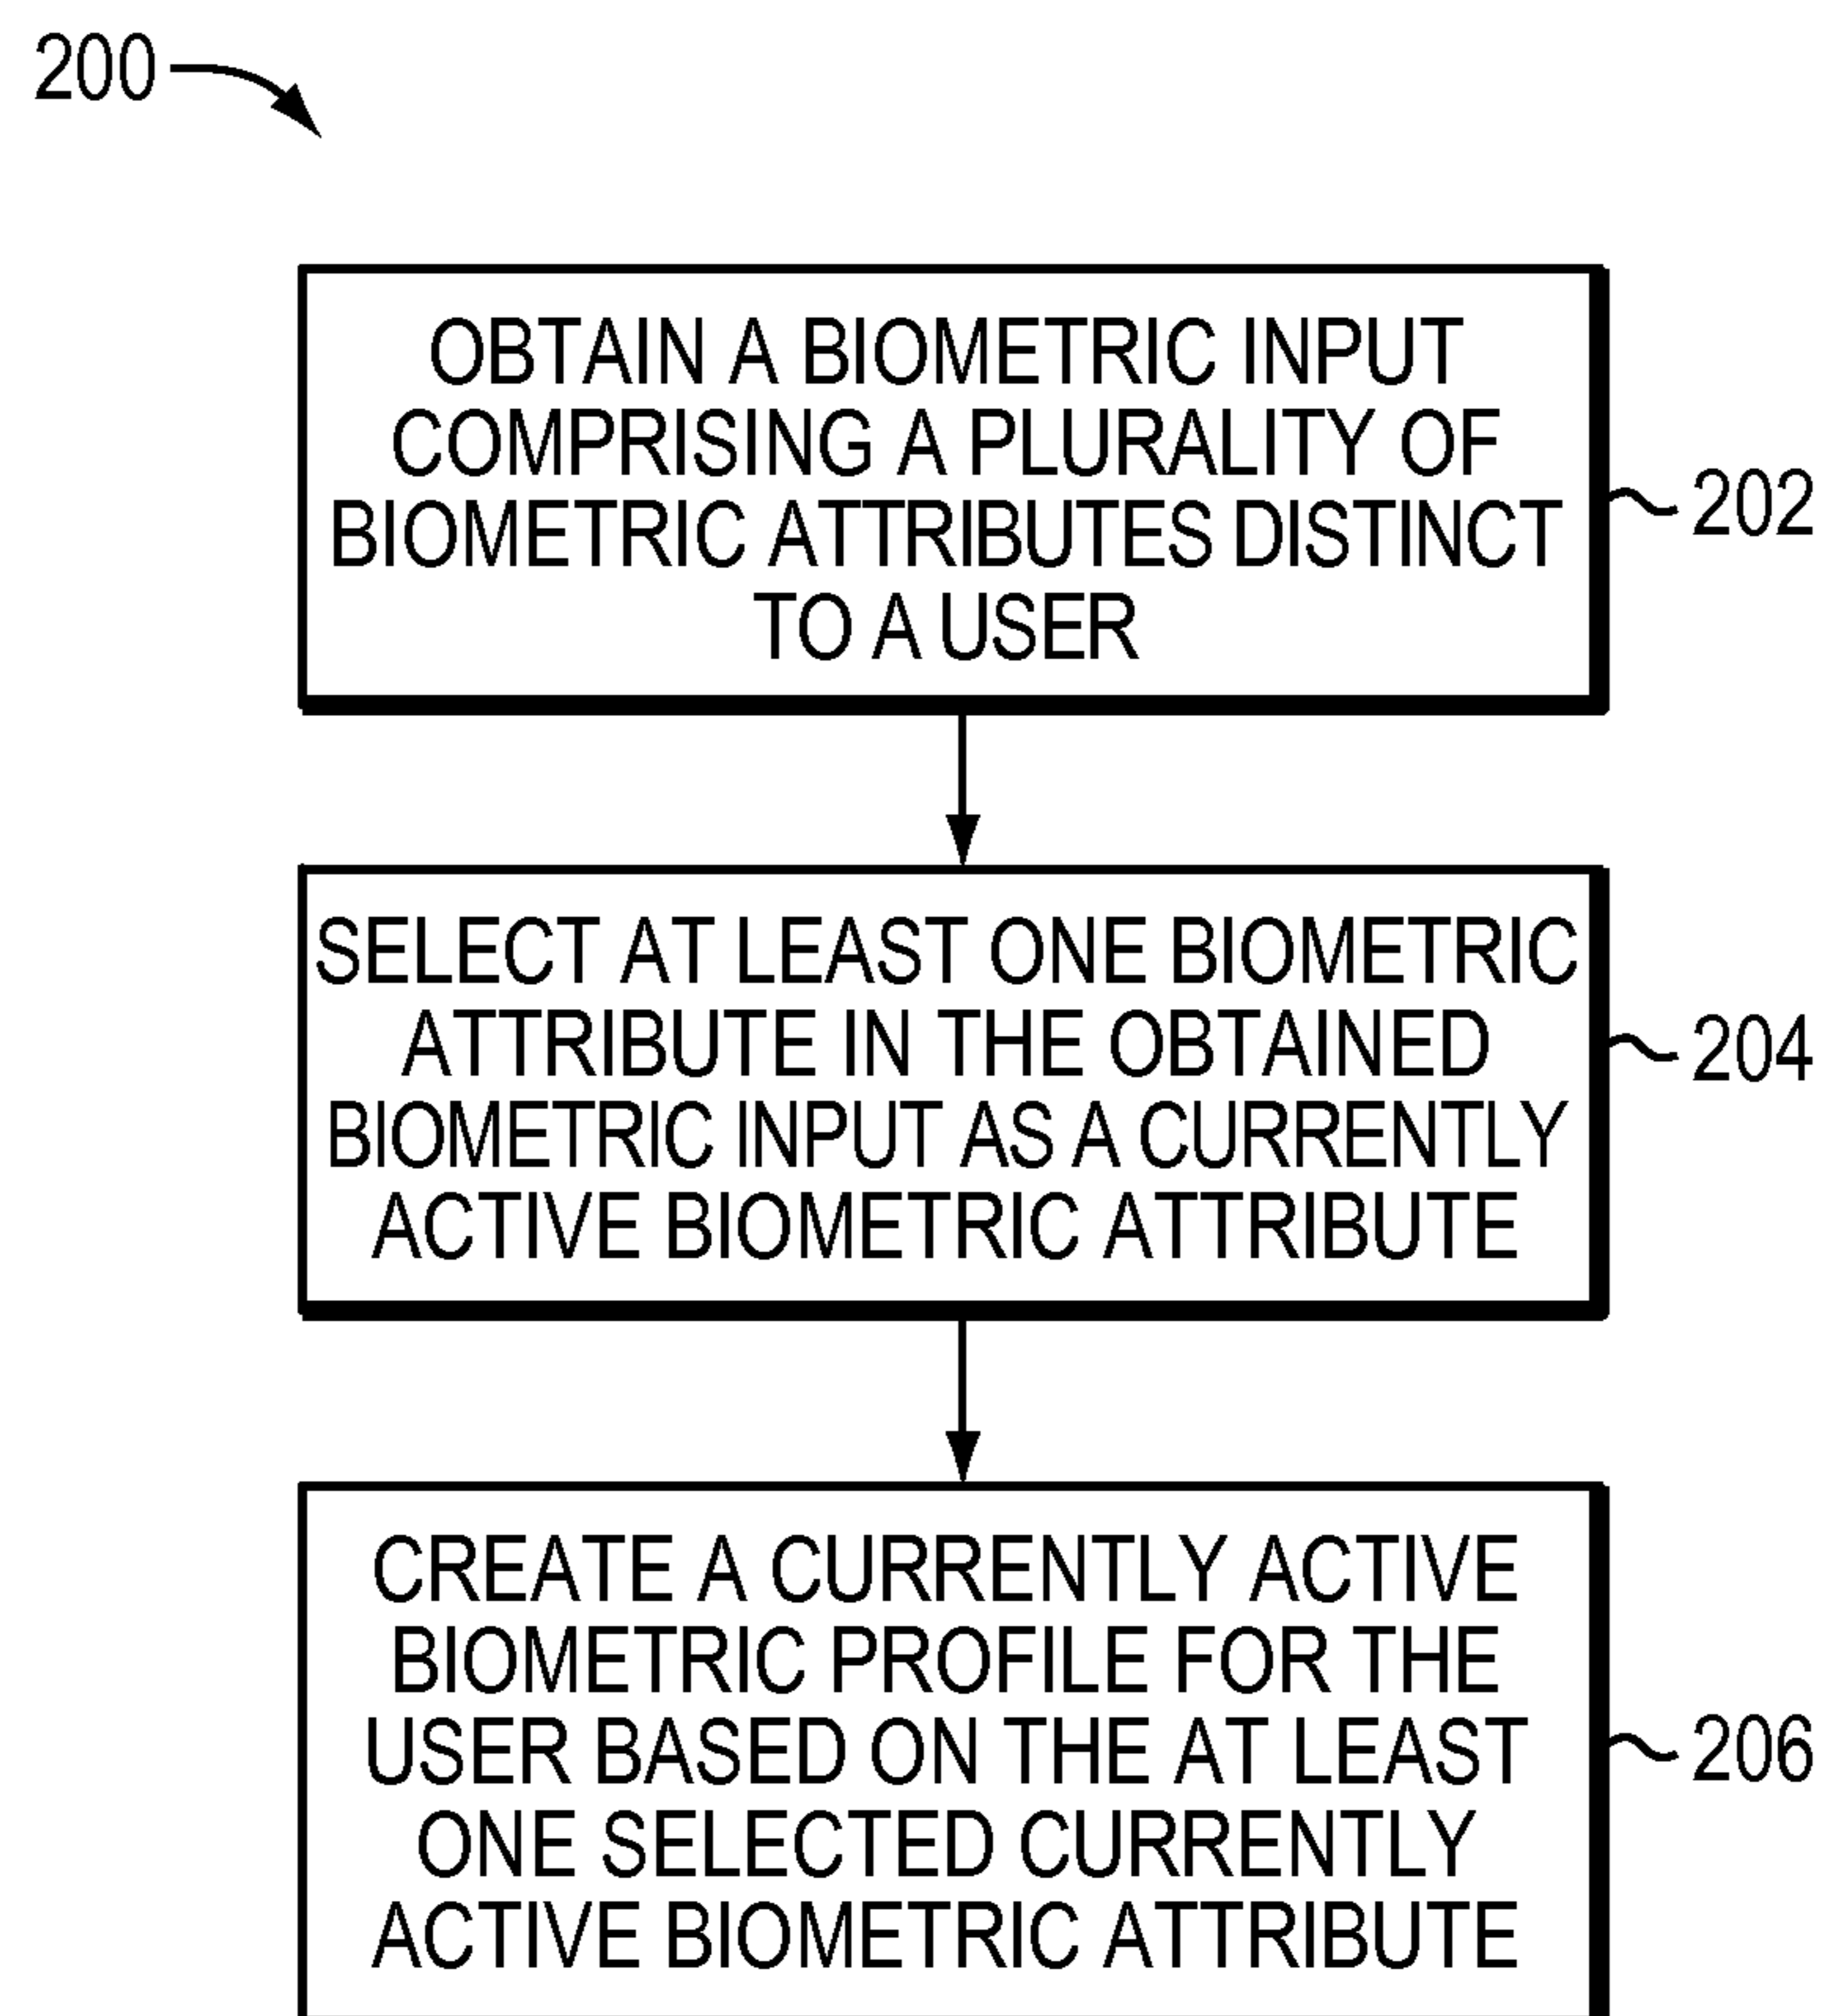 200
OBTAIN A BIOMETRIC INPUT
COMPRISING A PLURALITY OF
BIOMETRIC ATTRIBUTES DISTINCT
TO A USER
202
SELECT AT LEAST ONE BIOMETRIC
ATTRIBUTE IN THE OBTAINED
BIOMETRIC INPUT AS A CURRENTLY
ACTIVE BIOMETRIC ATTRIBUTE
204
CREATE A CURRENTLY ACTIVE
BIOMETRIC PROFILE FOR THE
USER BASED ON THE AT LEAST
ONE SELECTED CURRENTLY
ACTIVE BIOMETRIC ATTRIBUTE
206